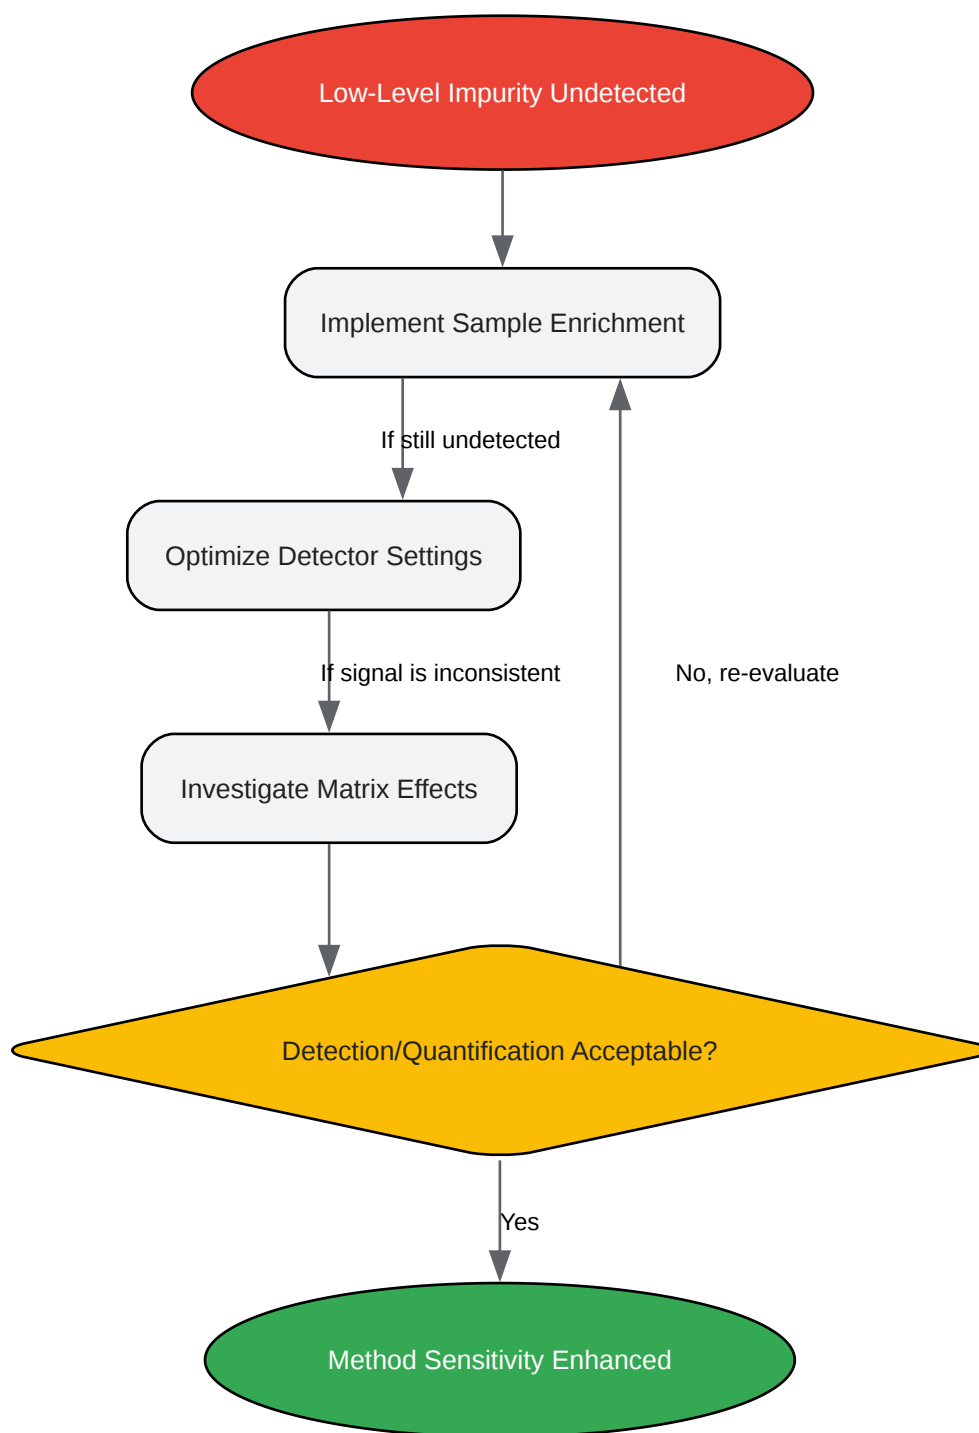 Low-Level Impurity Undetected
Implement Sample Enrichment
If still undetected
Optimize Detector Settings
If signal is inconsistent
No, re-evaluate
Investigate Matrix Effects
Detection/Quantification Acceptable?
Yes
Method Sensitivity Enhanced